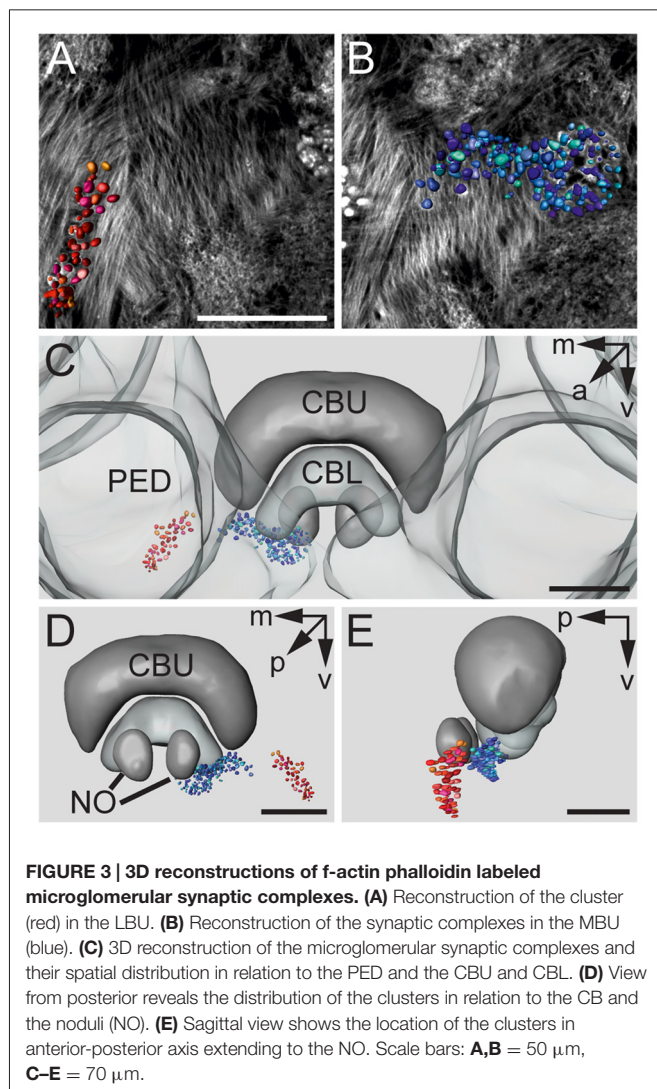 A
B
C
m
a
v
CBU
CBL
PED
D
m
p
v
CBU
NO
E
p
v
FIGURE 3 | 3D reconstructions of f-actin phalloidin labeled
microglomerular synaptic complexes. (A) Reconstruction of the cluster
(red) in the LBU. (B) Reconstruction of the synaptic complexes in the MBU
(blue). (C) 3D reconstruction of the microglomerular synaptic complexes and
their spatial distribution in relation to the PED and the CBU and CBL. (D) View
from posterior reveals the distribution of the clusters in relation to the CB and
the noduli (NO). (E) Sagittal view shows the location of the clusters in
anterior-posterior axis extending to the NO. Scale bars: A,B = 50 μm,
C–E = 70 μm.